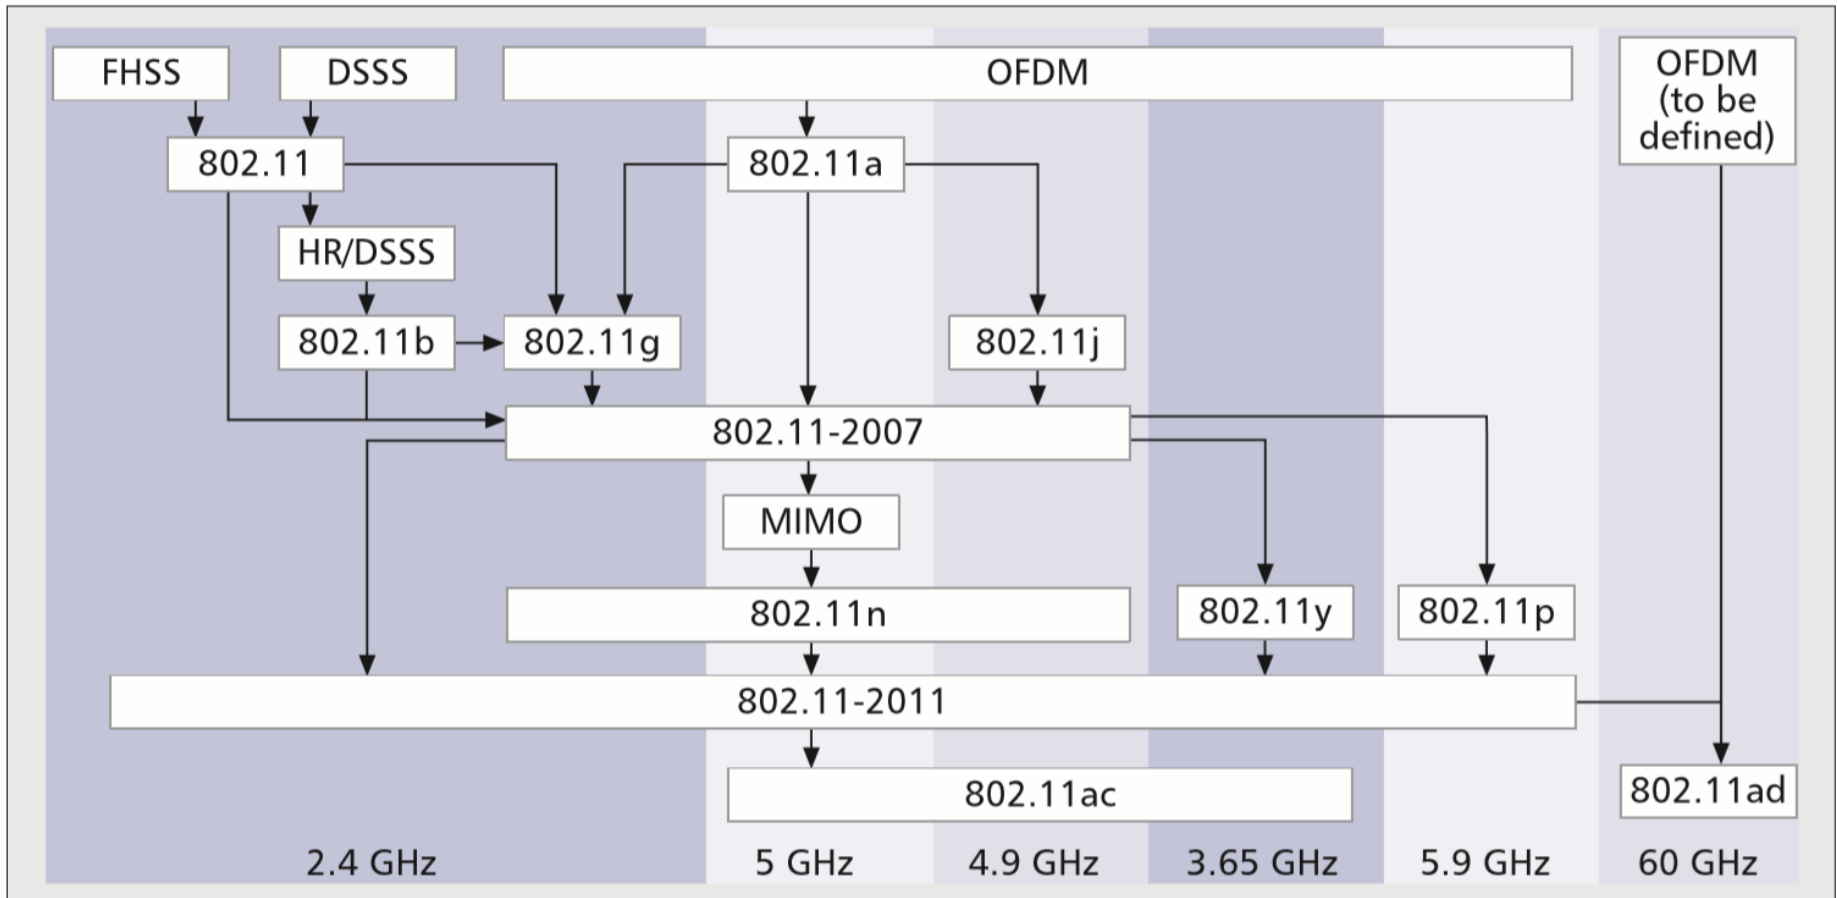 FHSS
DSSS
OFDM
OFDM
(to be
defined)
802.11
802.11a
HR/DSSS
802.11b
802.11g
802.11j
802.11-2007
MIMO
802.11n
802.11y
802.11p
802.11-2011
802.11ac
802.11ad
2.4 GHz
5 GHz
4.9 GHz
3.65 GHz
5.9 GHz
60 GHz